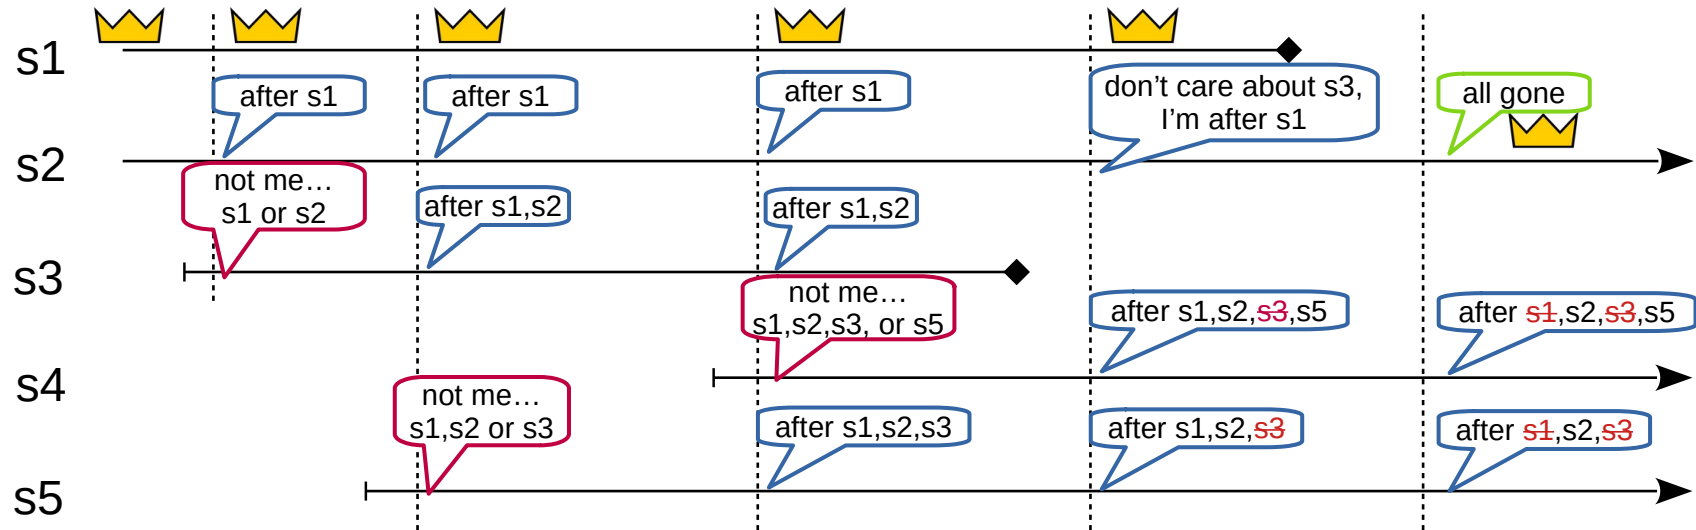 s1
after s1
after s1
after s1
don’t care about s3,
I’m after s1
all gone
s2
not me…
s1 or s2
after s1,s2
after s1,s2
s3
not me…
s1,s2,s3, or s5
after s1,s2,s3,s5
after s1,s2,s3,s5
s4
not me…
s1,s2 or s3
after s1,s2,s3
after s1,s2,s3
after s1,s2,s3
s5